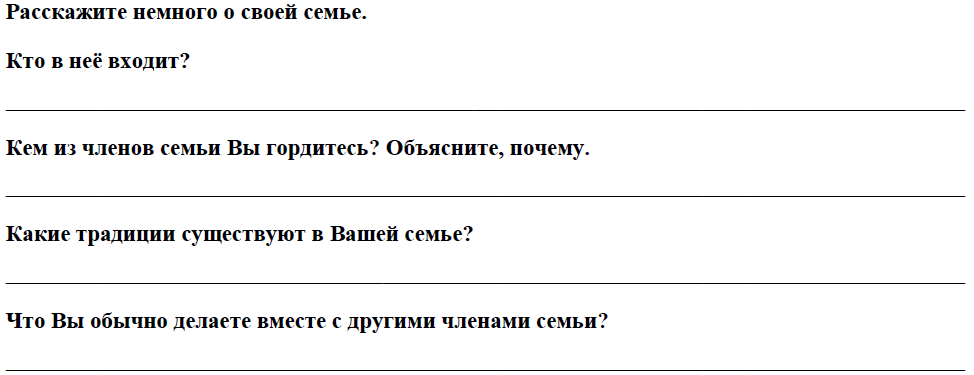 Расскажите немного о своей семье.
Кто в неё входит?
Кем из членов семьи Вы гордитесь? Объясните, почему.
Какие традиции существуют в Вашей семье?
Что Вы обычно делаете вместе с другими членами семьи?